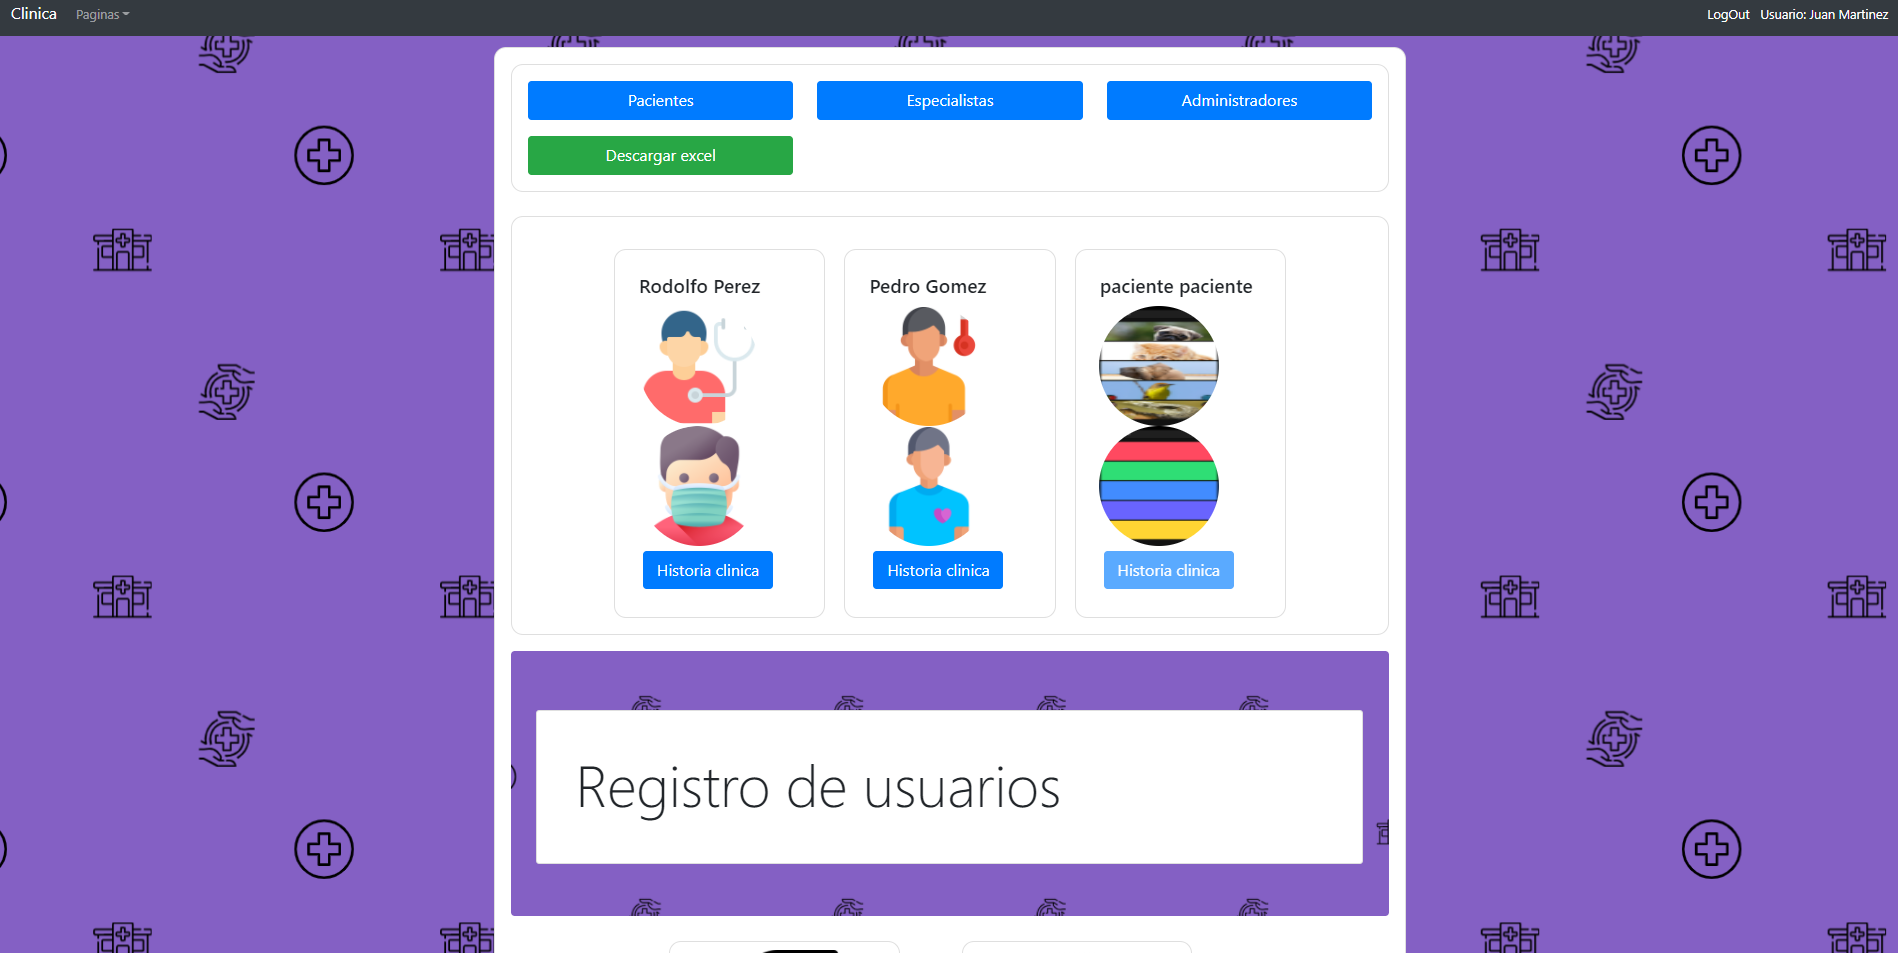 Clinica Paginas LogOut Usuario: Juan Martinez
Pacientes Especialistas Administradores
Descargar excel
Rodolfo Perez Pedro Gomez paciente paciente
Historia clinica Historia clinica Historia clinica
Registro de usuarios